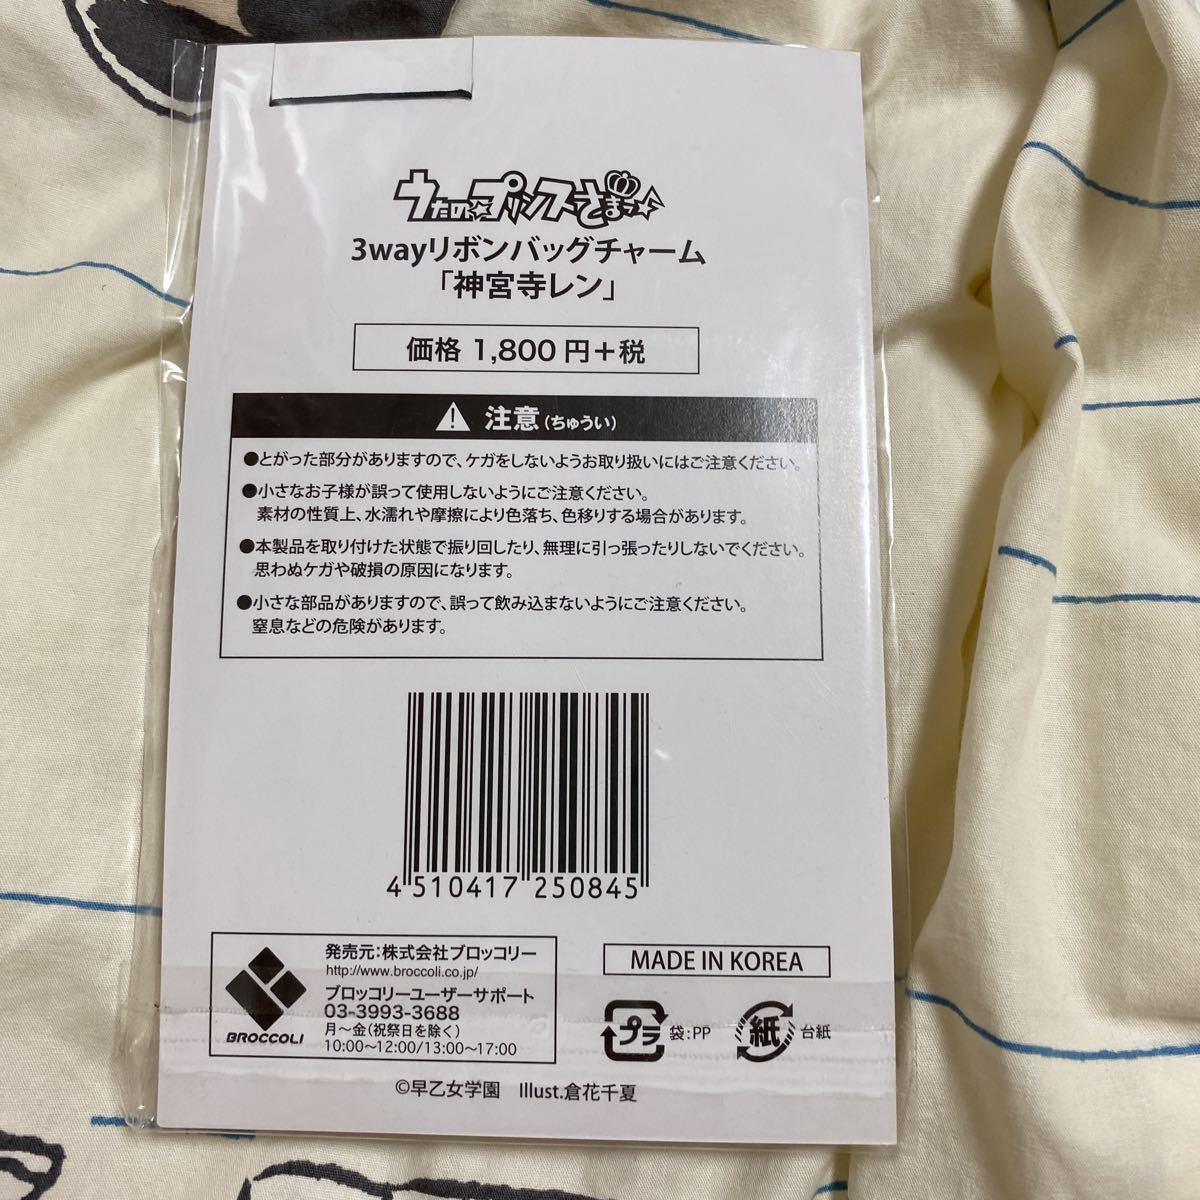 うたの☆プリンスさまっ♪
3wayリボンバッグチャーム
「神宮寺レン」
価格 1,800円+税
注意(ちゅうい)
●とがった部分がありますので、ケガをしないようお取り扱いにはご注意ください。
●小さなお子様が誤って使用しないようにご注意ください。
素材の性質上、水濡れや摩擦により色落ち、色移りする場合があります。
●本製品を取り付けた状態で振り回したり、無理に引っ張ったりしないでください。
思わぬケガや破損の原因になります。
●小さな部品がありますので、誤って飲み込まないようにご注意ください。
窒息などの危険があります。
4 510417 250845
BROCCOLI
発売元:株式会社ブロッコリー
http://www.broccoli.co.jp/
ブロッコリーユーザーサポート
03-3993-3688
月~金(祝祭日を除く)
10:00~12:00/13:00~17:00
MADE IN KOREA
プラ 袋:PP
紙 台紙
©早乙女学園 Illust.倉花千夏